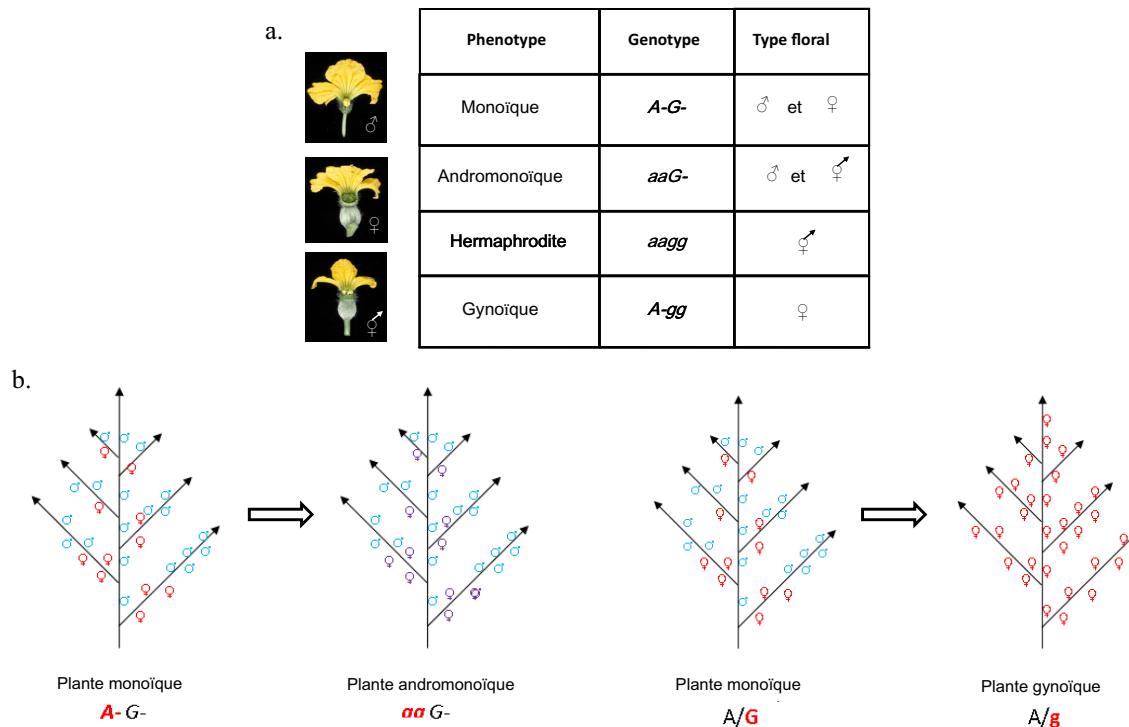 a.
Phenotype Genotype Type floral
Monoïque A-G- ♂ et ♀
Andromonoïque aaG- ♂ et ⚥
Hermaphrodite aagg ⚥
Gynoïque A-gg ♀
♂
♀
⚥
b.
Plante monoïque Plante andromonoïque Plante monoïque Plante gynoïque
A- G- aa G- A/G A/g